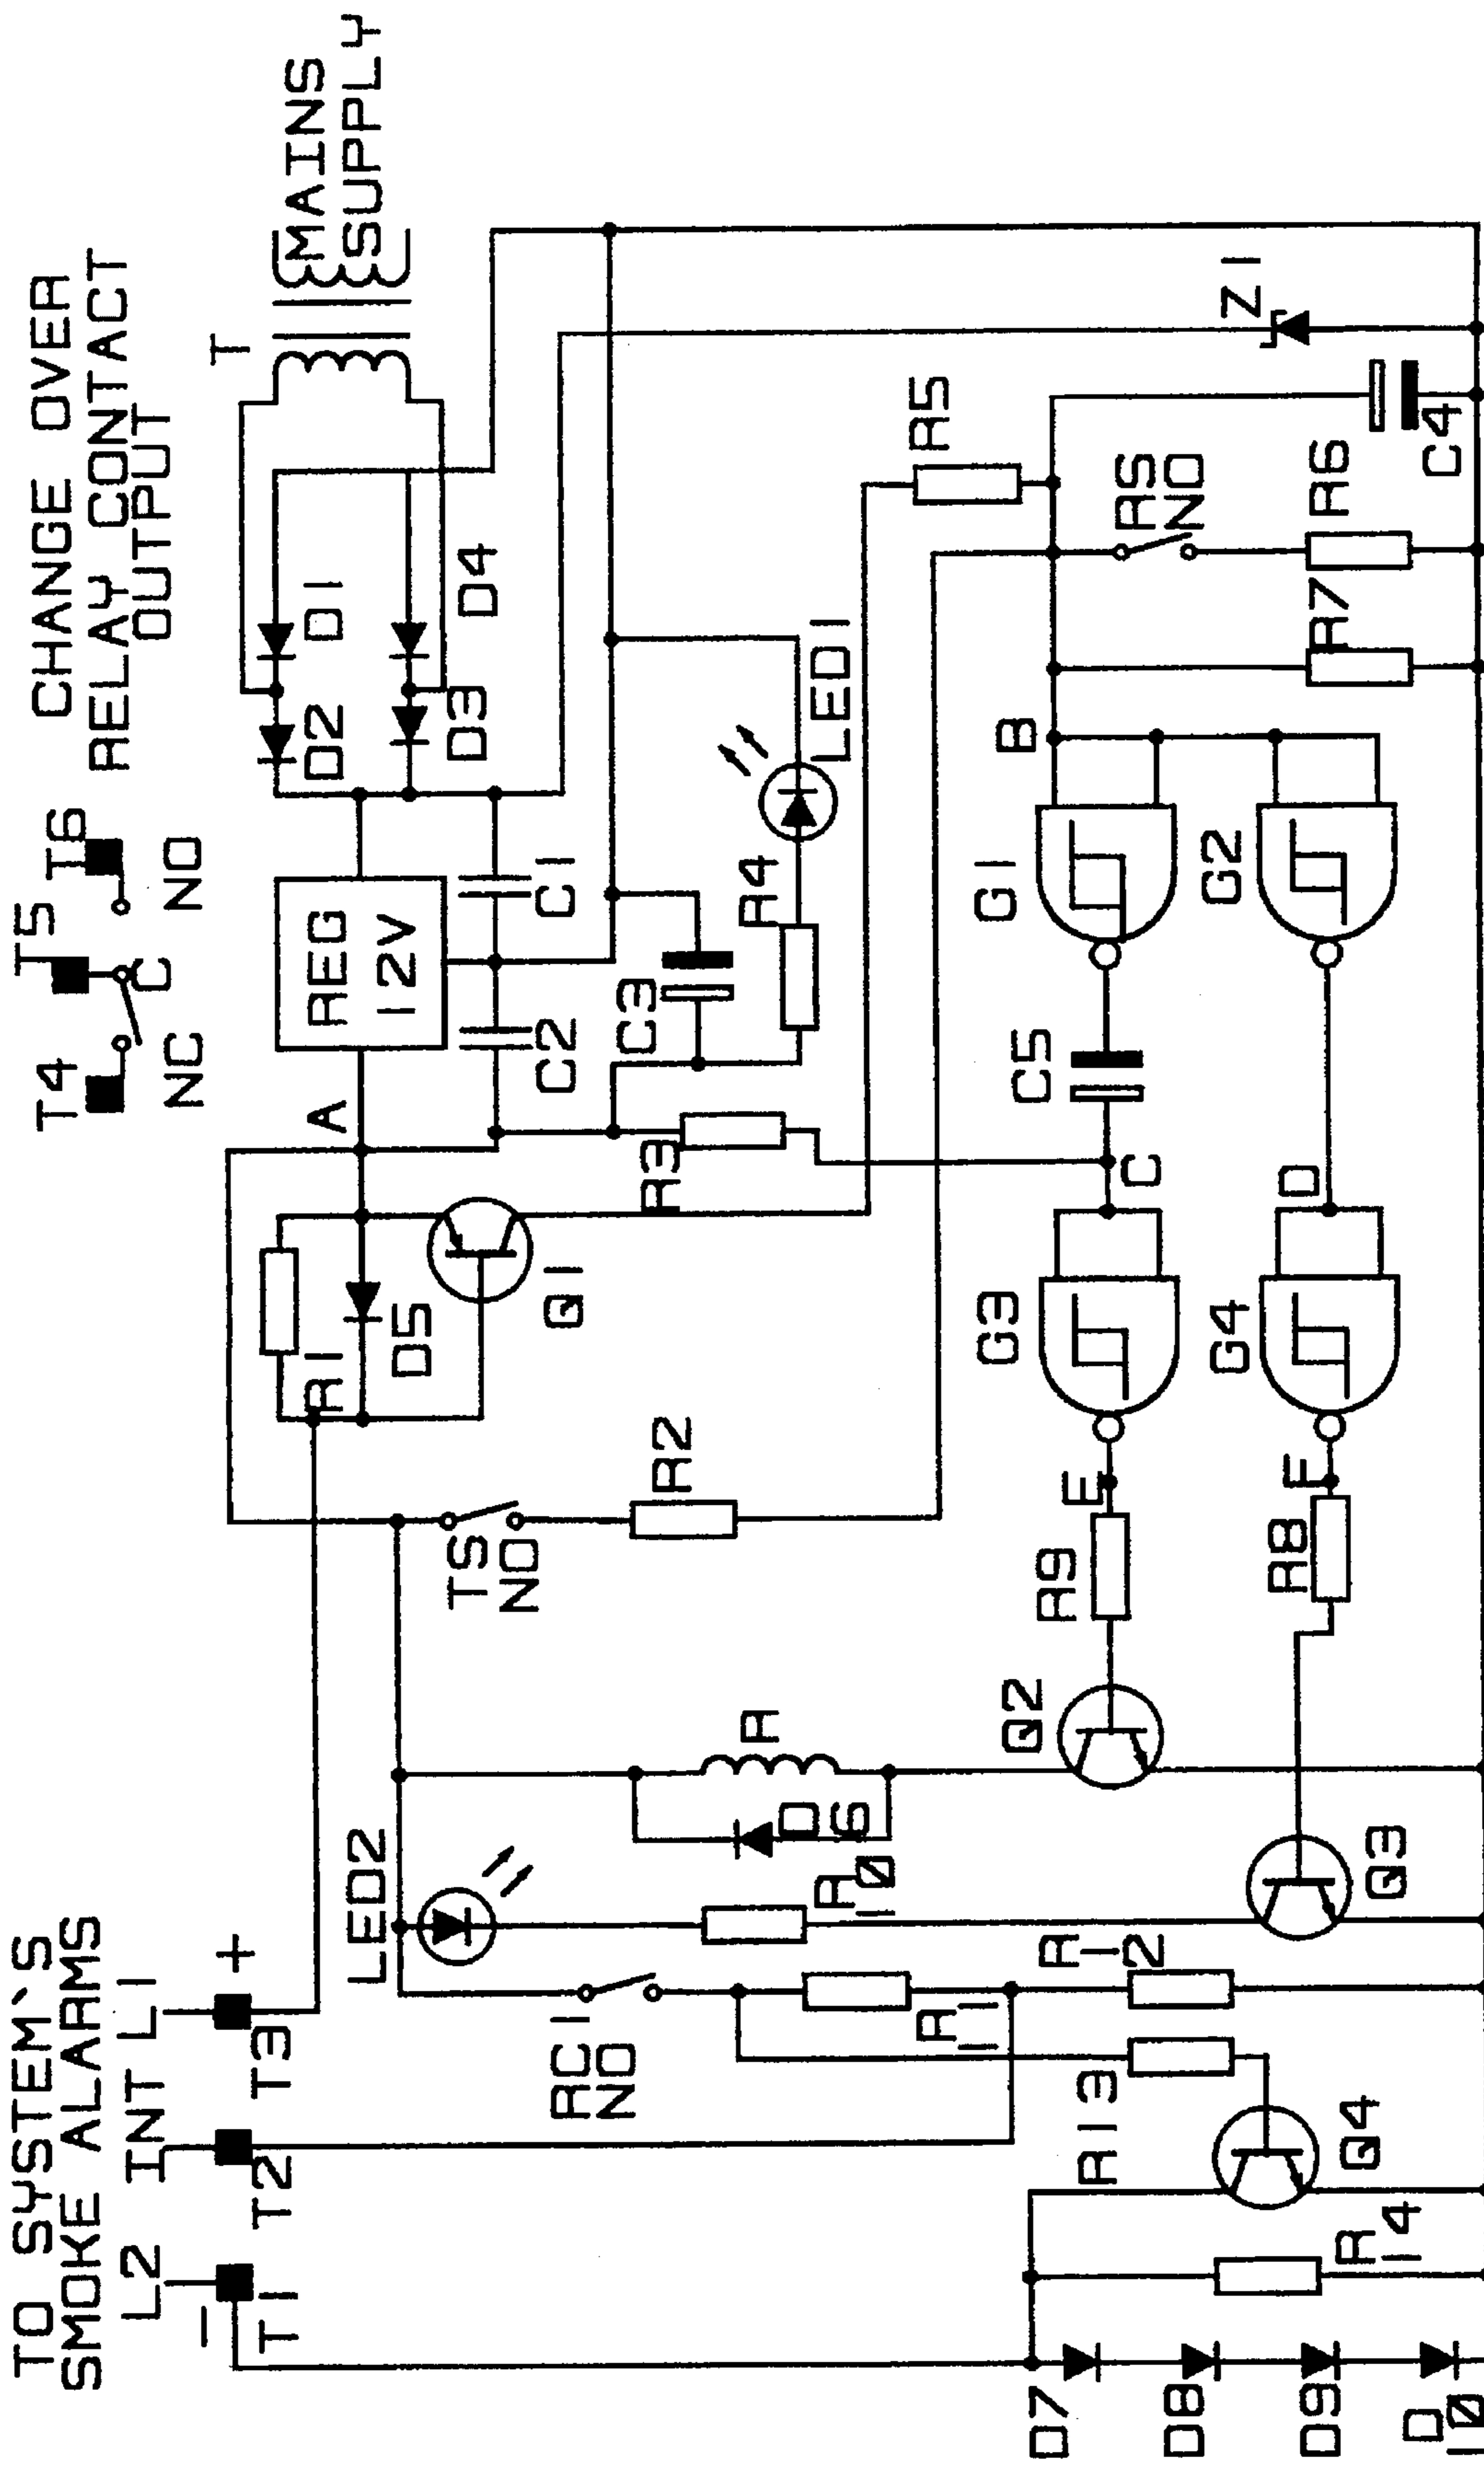 CHANGE OVER
RELAY CONTACT
OUTPUT
T4
T5
T6
NC
C
NO
T
MAINS
SUPPLY
D1
D2
D3
D4
REG
12V
C1
C2
A
R1
D5
Q1
C3
R4
LED1
R3
R5
TS
NO
R2
Z1
RS
NO
R6
R7
C4
B
G1
G2
C5
C
D
G3
G4
E
F
R9
R8
Q2
Q3
R
D6
LED2
R10
TO SYSTEM`S
SMOKE ALARMS
L2
INT
L1
−
+
T1
T2
T3
RC1
NO
R11
R12
R13
Q4
R14
D7
D8
D9
D10